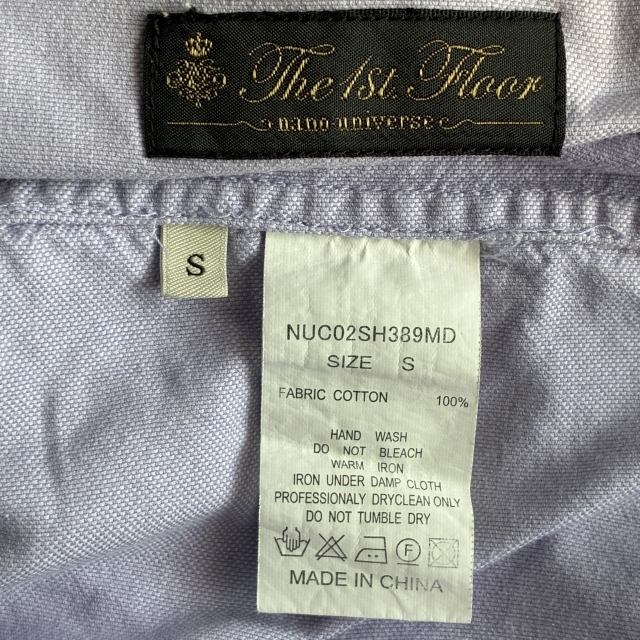 The 1st. Floor
nano·universe
S
NUC02SH389MD
SIZE S
FABRIC COTTON 100%
HAND WASH
DO NOT BLEACH
WARM IRON
IRON UNDER DAMP CLOTH
PROFESSIONALY DRYCLEAN ONLY
DO NOT TUMBLE DRY
F
MADE IN CHINA